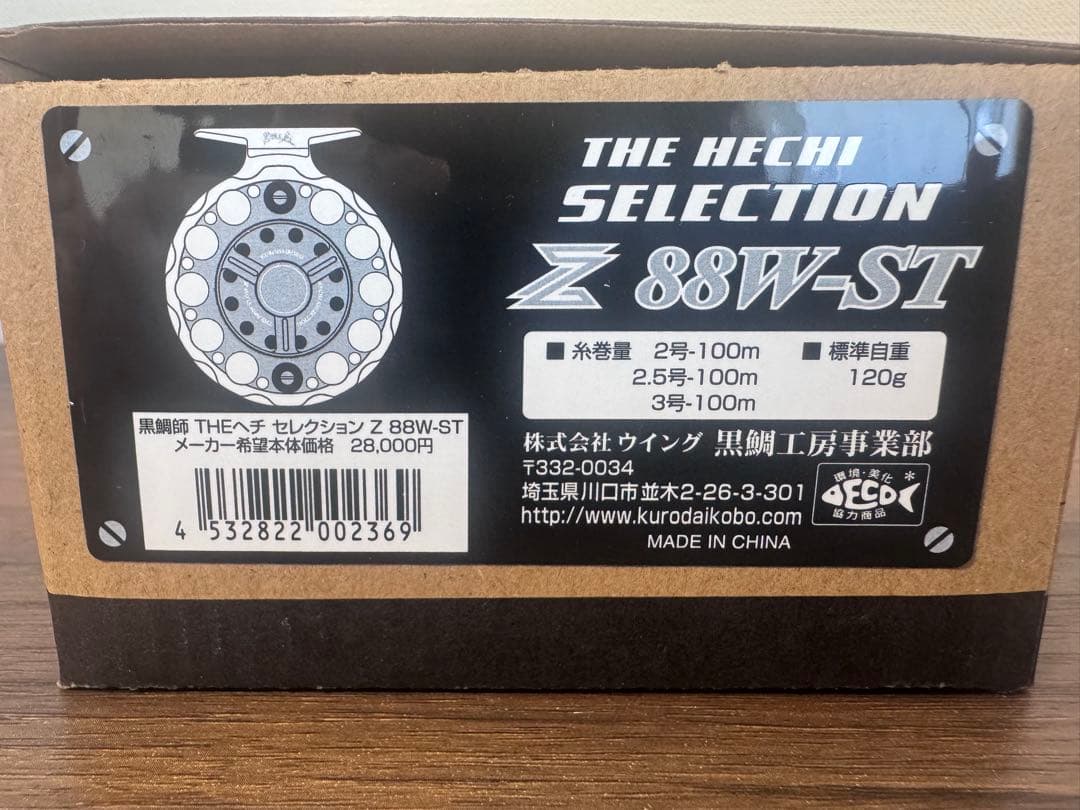 THE HECHI
SELECTION
Z 88W-ST
■ 糸巻量 2号-100m
2.5号-100m
3号-100m
■ 標準自重
120g
黒鯛師 THEヘチ セレクション Z 88W-ST
メーカー希望本体価格 28,000円
4 532822 002369
株式会社 ウイング 黒鯛工房事業部
〒332-0034
埼玉県川口市並木2-26-3-301
http://www.kurodaikobo.com
MADE IN CHINA
環境・美化
ECO
協力商品